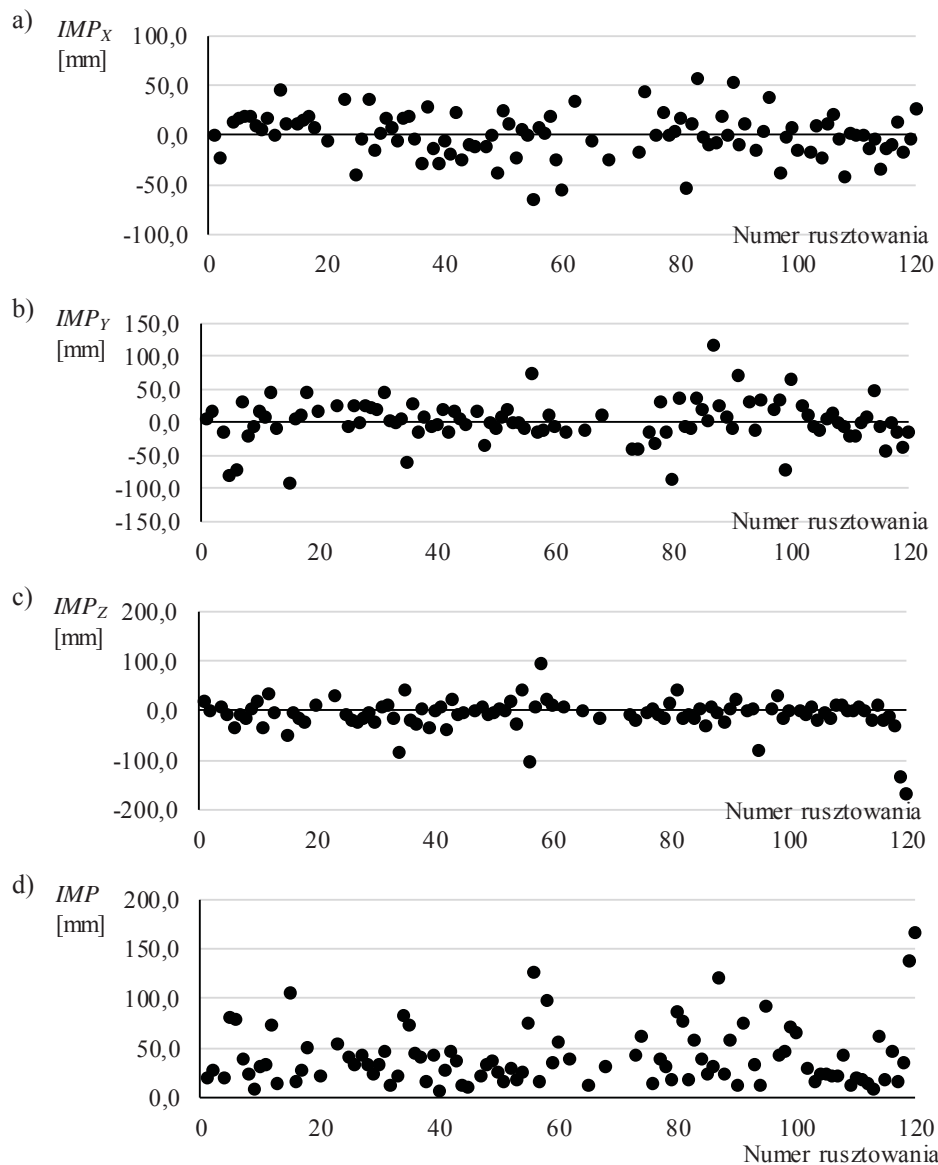 a) IMP_X 100,0
[mm]
50,0
0,0
-50,0
-100,0
Numer rusztowania
0 20 40 60 80 100 120
b) IMP_Y 150,0
[mm] 100,0
50,0
0,0
-50,0
-100,0
-150,0
Numer rusztowania
0 20 40 60 80 100 120
c) IMP_Z 200,0
[mm]
100,0
0,0
-100,0
-200,0
Numer rusztowania
0 20 40 60 80 100 120
d) IMP 200,0
[mm]
150,0
100,0
50,0
0,0
0 20 40 60 80 100 120
Numer rusztowania